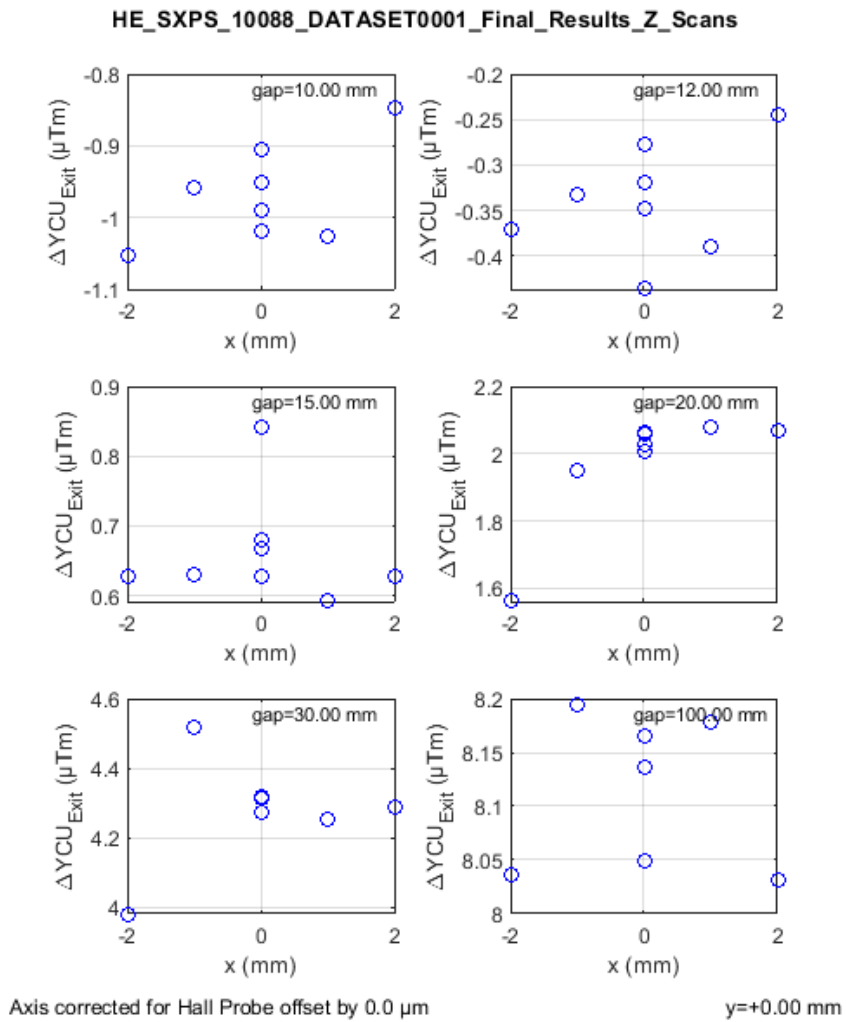 HE_SXPS_10088_DATASET0001_Final_Results_Z_Scans
gap=10.00 mm
-0.8
-0.9
-1
-1.1
ΔYCU_Exit (μTm)
-2 0 2
x (mm)
gap=12.00 mm
-0.2
-0.25
-0.3
-0.35
-0.4
ΔYCU_Exit (μTm)
-2 0 2
x (mm)
gap=15.00 mm
0.9
0.8
0.7
0.6
ΔYCU_Exit (μTm)
-2 0 2
x (mm)
gap=20.00 mm
2.2
2
1.8
1.6
ΔYCU_Exit (μTm)
-2 0 2
x (mm)
gap=30.00 mm
4.6
4.4
4.2
4
ΔYCU_Exit (μTm)
-2 0 2
x (mm)
gap=100.00 mm
8.2
8.15
8.1
8.05
8
ΔYCU_Exit (μTm)
-2 0 2
x (mm)
Axis corrected for Hall Probe offset by 0.0 μm
y=+0.00 mm